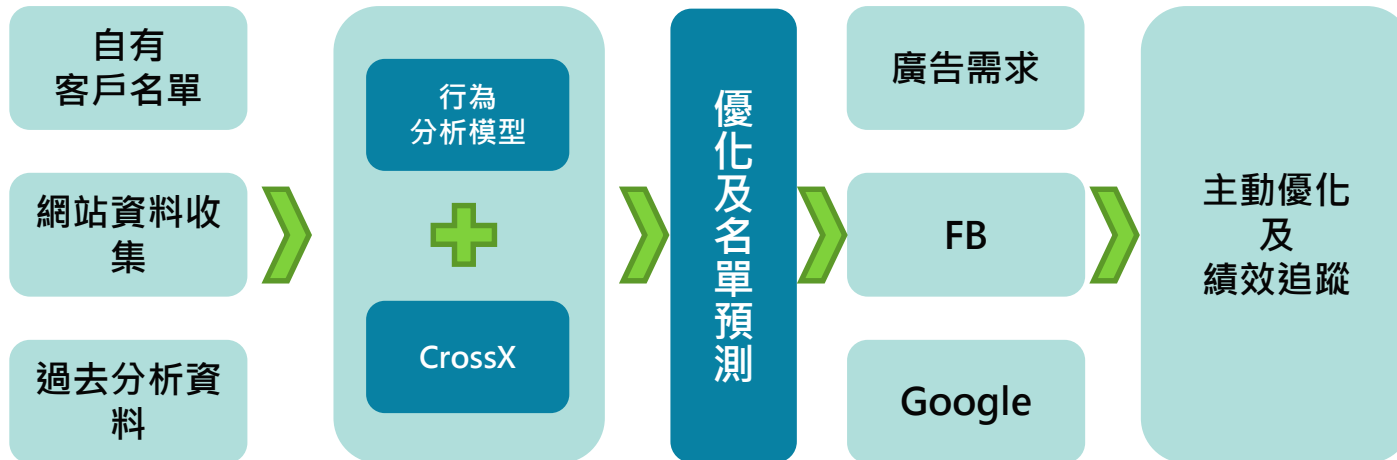 自有
客戶名單
網站資料收
集
過去分析資
料
行為
分析模型
CrossX
優化及名單預測
廣告需求
FB
Google
主動優化
及
績效追蹤